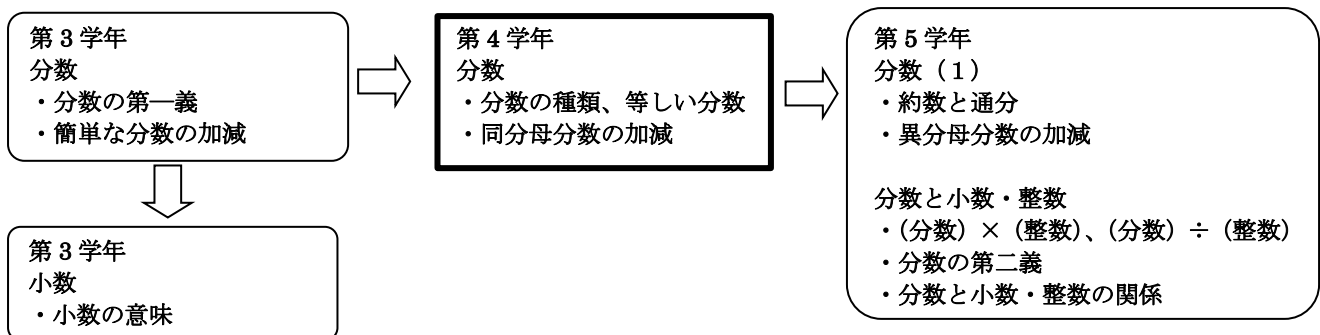 第3学年
分数
・分数の第一義
・簡単な分数の加減
第3学年
小数
・小数の意味
第4学年
分数
・分数の種類、等しい分数
・同分母分数の加減
第5学年
分数（1）
・約数と通分
・異分母分数の加減
分数と小数・整数
・（分数）×（整数）、（分数）÷（整数）
・分数の第二義
・分数と小数・整数の関係